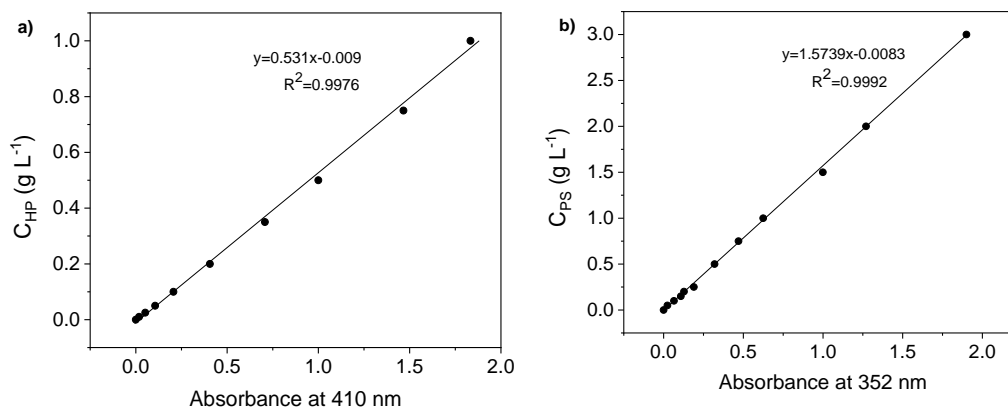 a)
y=0.531x-0.009
R²=0.9976
C_HP (g L⁻¹)
1.0
0.8
0.6
0.4
0.2
0.0
0.0 0.5 1.0 1.5 2.0
Absorbance at 410 nm
b)
y=1.5739x-0.0083
R²=0.9992
C_PS (g L⁻¹)
3.0
2.5
2.0
1.5
1.0
0.5
0.0
0.0 0.5 1.0 1.5 2.0
Absorbance at 352 nm